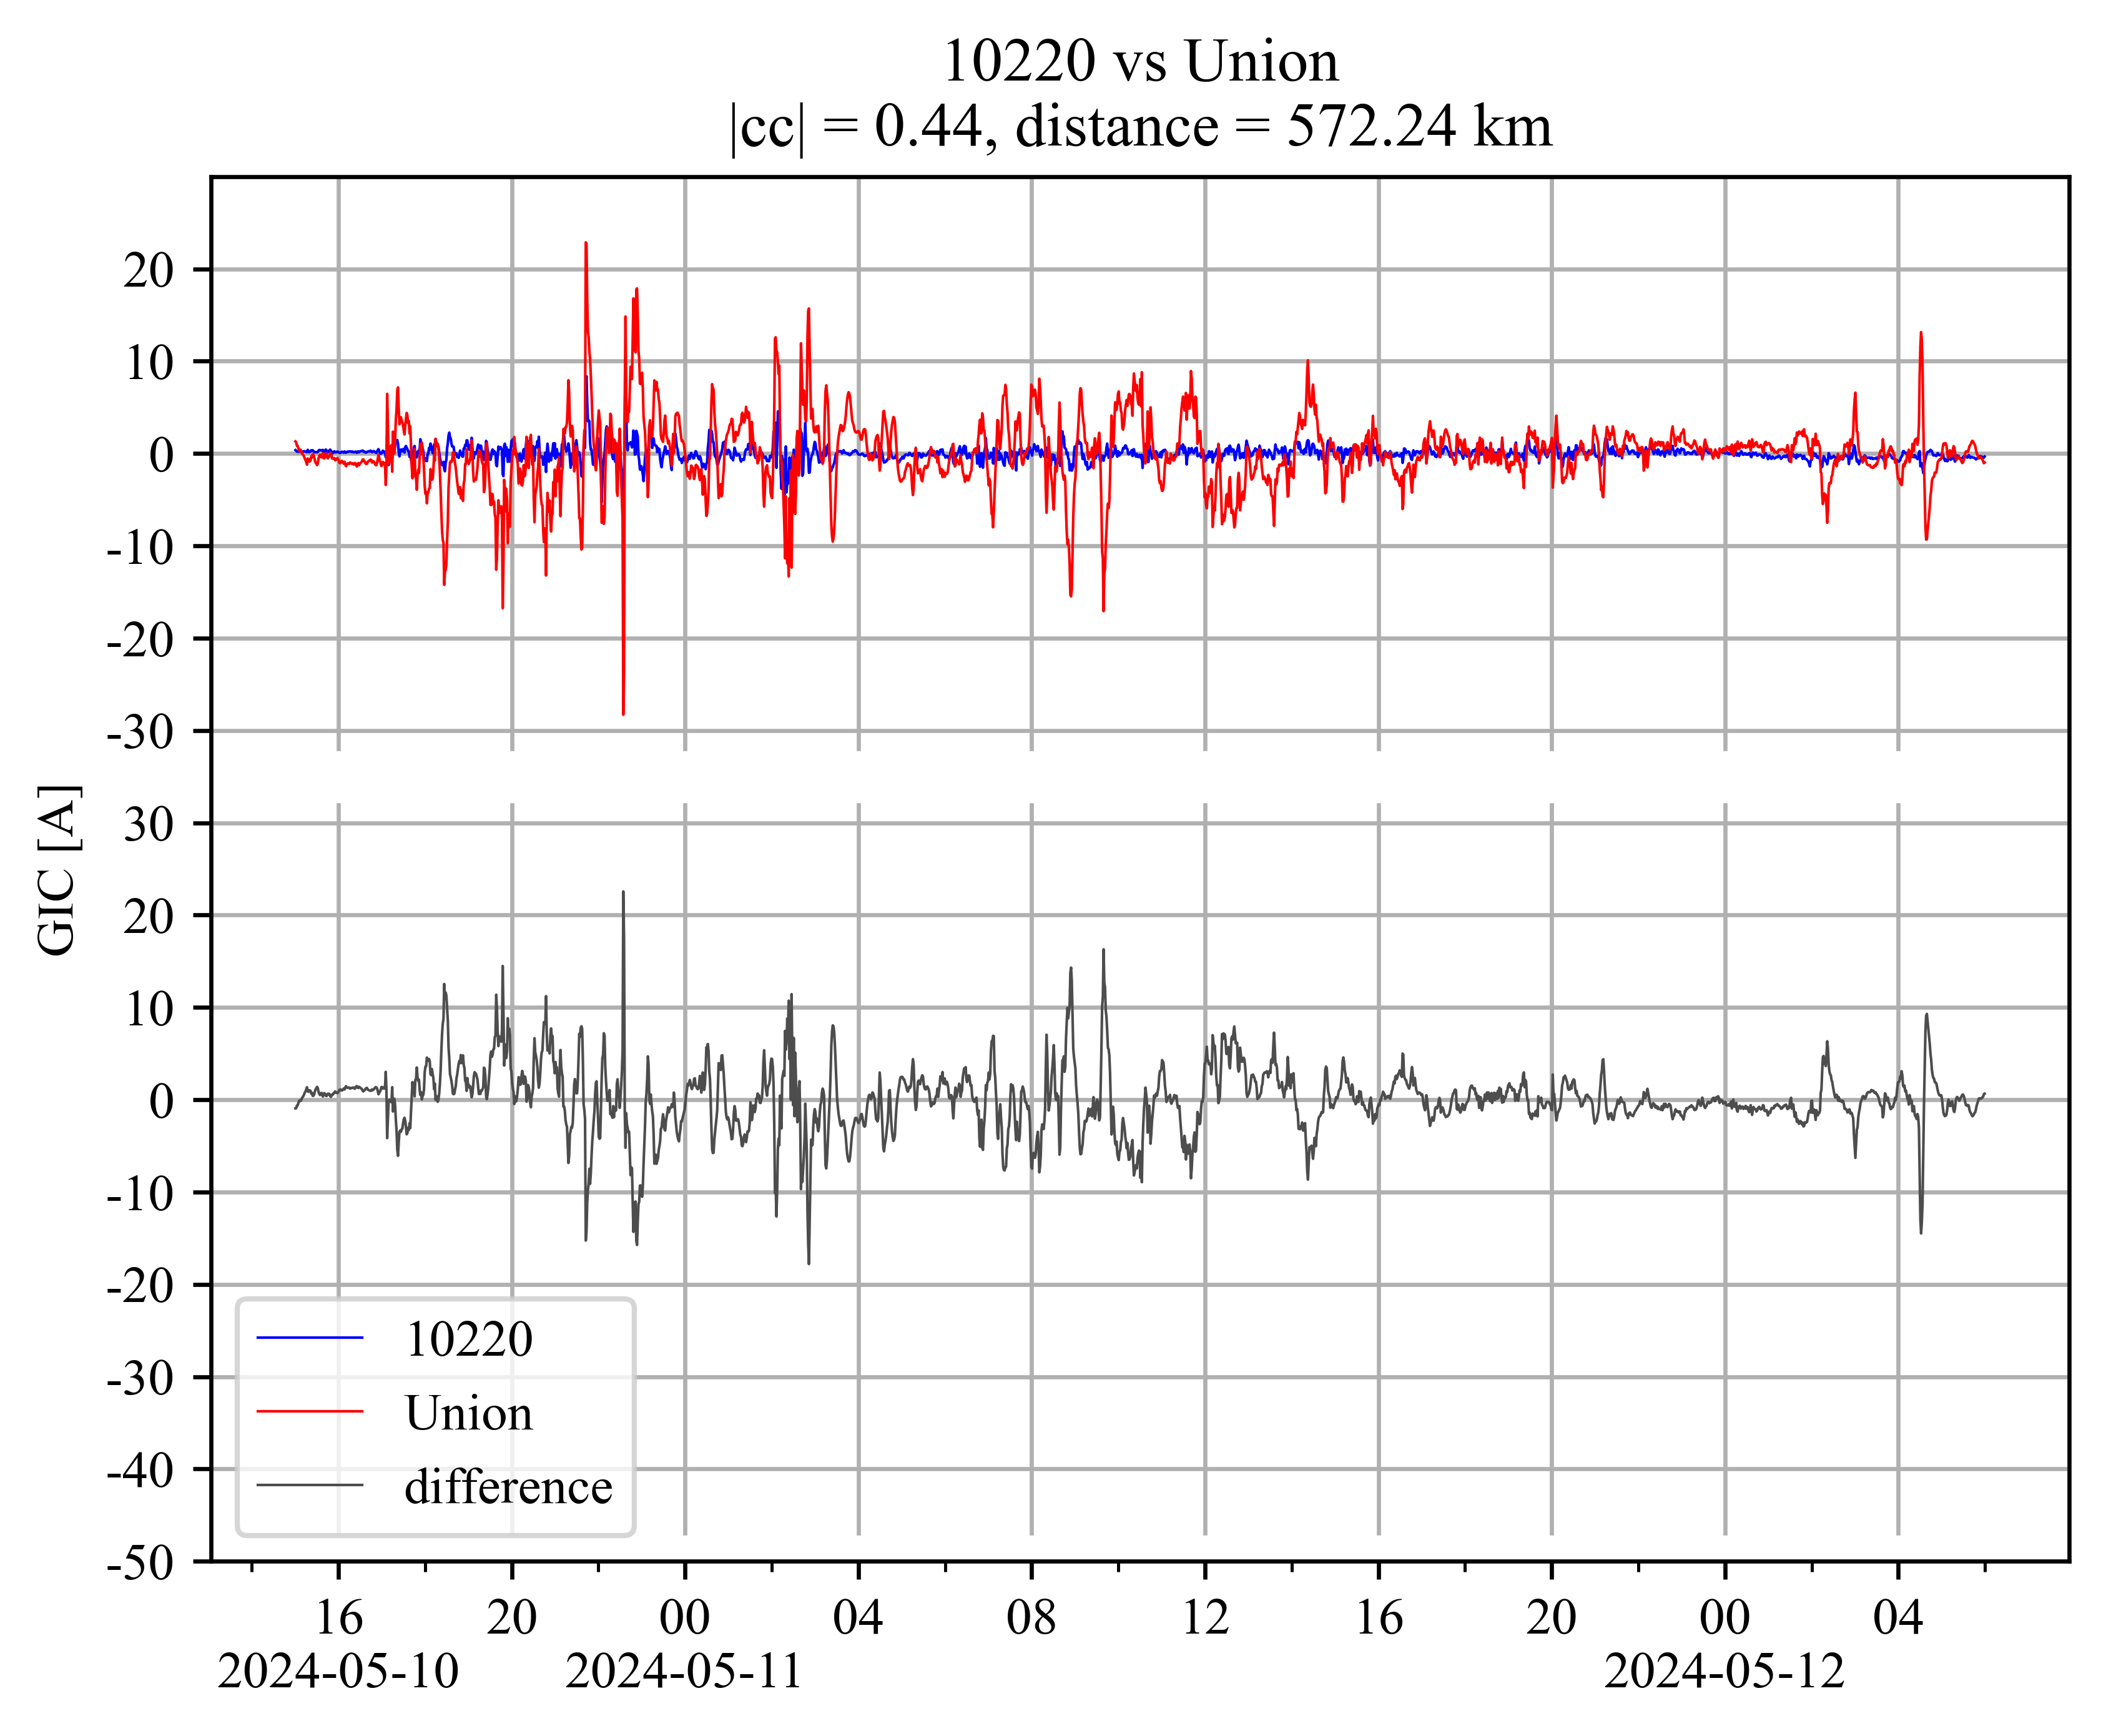 10220 vs Union
|cc| = 0.44, distance = 572.24 km
GIC [A]
20
10
0
-10
-20
-30
30
20
10
0
-10
-20
-30
-40
-50
10220
Union
difference
16 20 00 04 08 12 16 20 00 04
2024-05-10 2024-05-11 2024-05-12